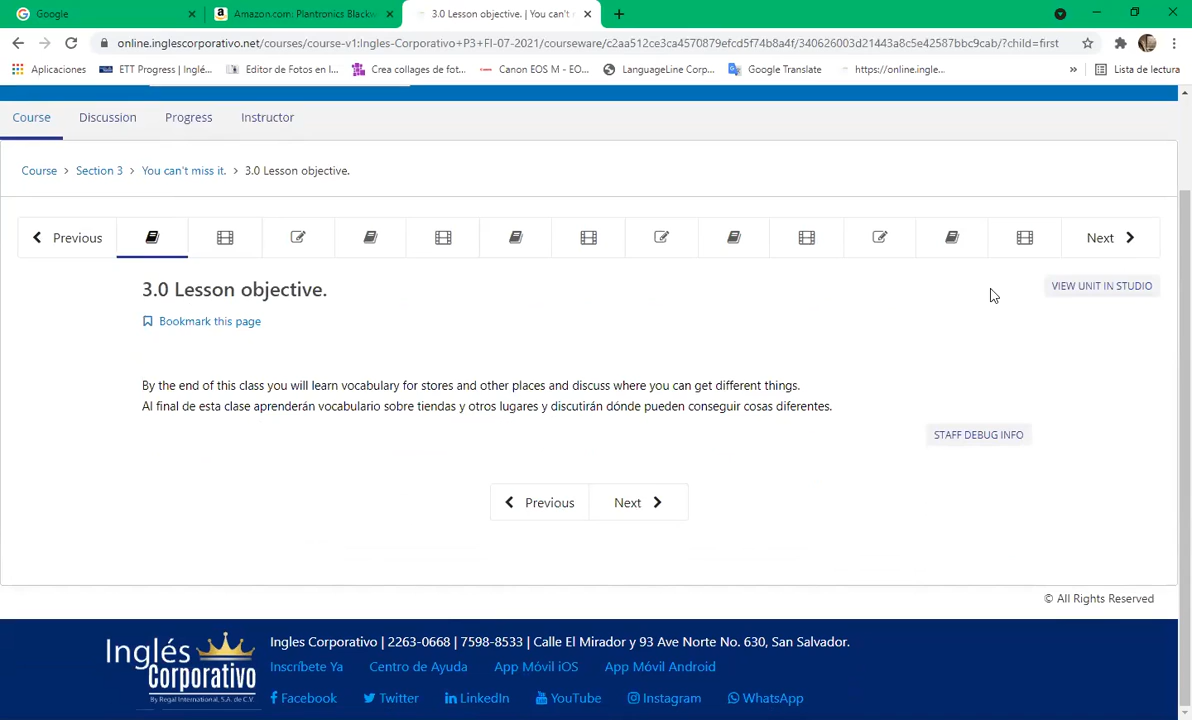 Google
Amazon.com: Plantronics Blackw
3.0 Lesson objective. | You can't
online.inglescorporativo.net/courses/course-v1:Ingles-Corporativo+P3+FI-07-2021/courseware/c2aa512ce3ca4570879efcd5f74b8a4f/340626003d21443a8c5e42587bbc9cab/?child=first
Aplicaciones
ETT Progress | Inglé...
Editor de Fotos en l...
Crea collages de fot...
Canon EOS M - EO...
LanguageLine Corp...
Google Translate
https://online.ingle...
»
Lista de lectura
Course
Discussion
Progress
Instructor
Course > Section 3 > You can't miss it. > 3.0 Lesson objective.
Previous
Next
3.0 Lesson objective.
VIEW UNIT IN STUDIO
Bookmark this page
By the end of this class you will learn vocabulary for stores and other places and discuss where you can get different things.
Al final de esta clase aprenderán vocabulario sobre tiendas y otros lugares y discutirán dónde pueden conseguir cosas diferentes.
STAFF DEBUG INFO
Previous
Next
© All Rights Reserved
Inglés
Corporativo
By Regal International, S.A. de C.V.
Ingles Corporativo | 2263-0668 | 7598-8533 | Calle El Mirador y 93 Ave Norte No. 630, San Salvador.
Inscríbete Ya
Centro de Ayuda
App Móvil iOS
App Móvil Android
Facebook
Twitter
LinkedIn
YouTube
Instagram
WhatsApp